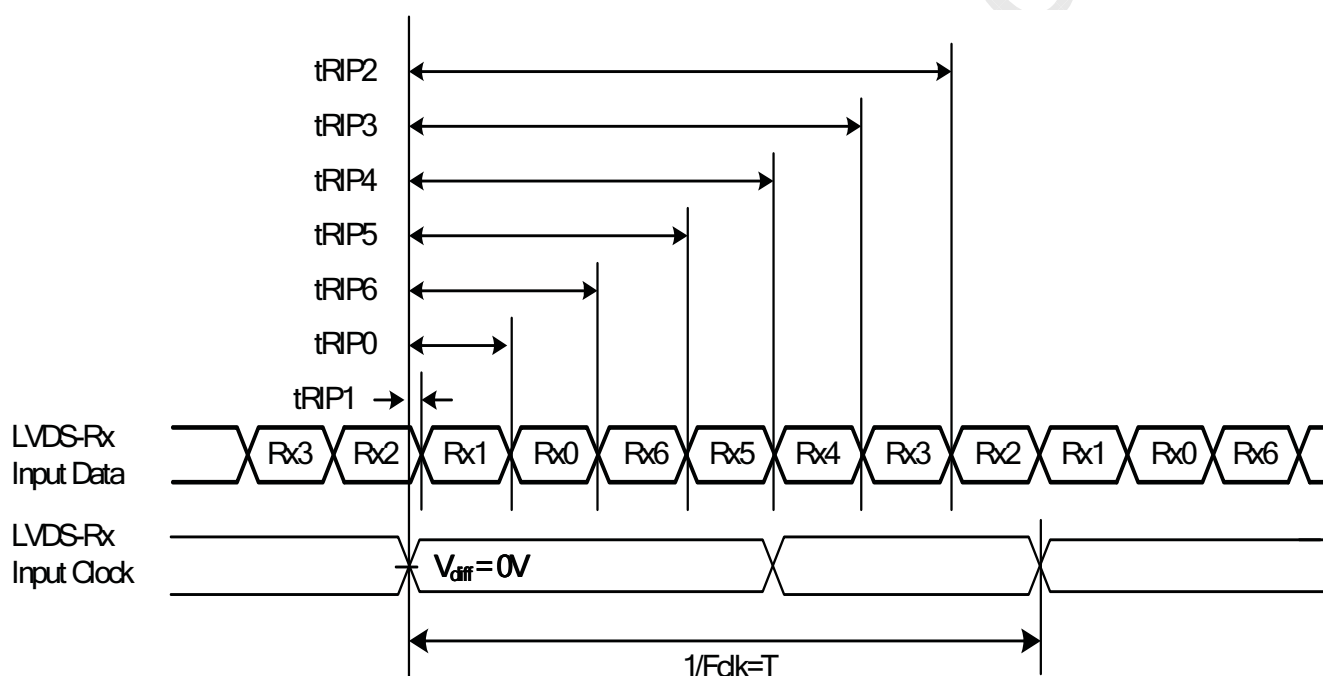 tRIP2
tRIP3
tRIP4
tRIP5
tRIP6
tRIP0
tRIP1
LVDS-Rx
Input Data
Rx3 Rx2 Rx1 Rx0 Rx6 Rx5 Rx4 Rx3 Rx2 Rx1 Rx0 Rx6
LVDS-Rx
Input Clock
Vdiff = 0V
1/Fclk=T